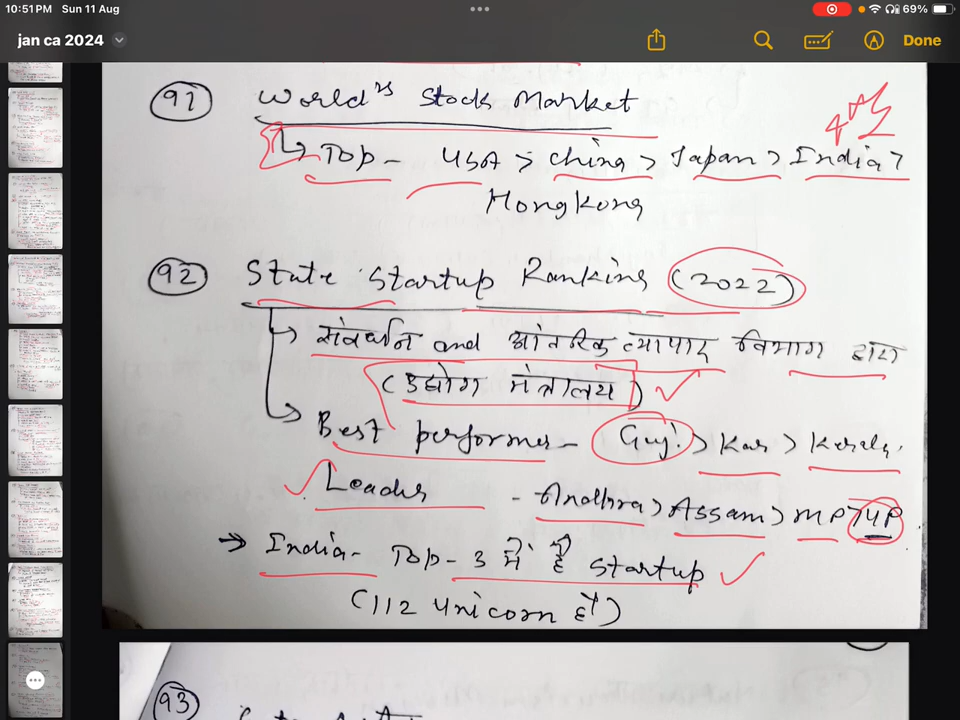 10:51 PM Sun 11 Aug
69%
jan ca 2024
Done
91 World's Stock Market
4th
Top - USA > China > Japan > India >
HongKong
92 State Startup Ranking (2022)
संवर्धन and आंतरिक व्यापार विभाग द्वारा
(उद्योग मंत्रालय)
Best performer - Guj. > Kar > Kerala.
Leader - Andhra > Assam > MP > UP
→ India - Top - 3 में है Startup
(112 Unicorn हैं)
93